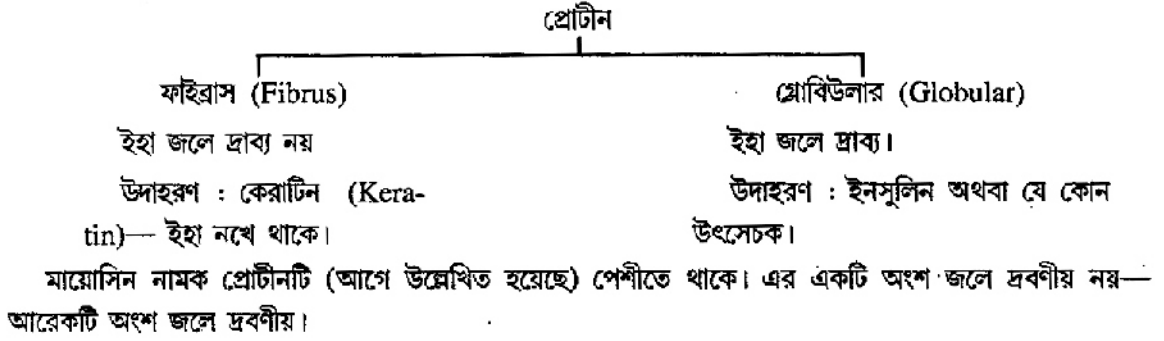 প্রোটীন
ফাইব্রাস (Fibrus)
ইহা জলে দ্রাব্য নয়
উদাহরণ : কেরাটিন (Kera-
tin)— ইহা নখে থাকে।
গ্লোবিউলার (Globular)
ইহা জলে দ্রাব্য।
উদাহরণ : ইনসুলিন অথবা যে কোন
উৎসেচক।
মায়োসিন নামক প্রোটীনটি (আগে উল্লেখিত হয়েছে) পেশীতে থাকে। এর একটি অংশ জলে দ্রবণীয় নয়—
আরেকটি অংশ জলে দ্রবণীয়।